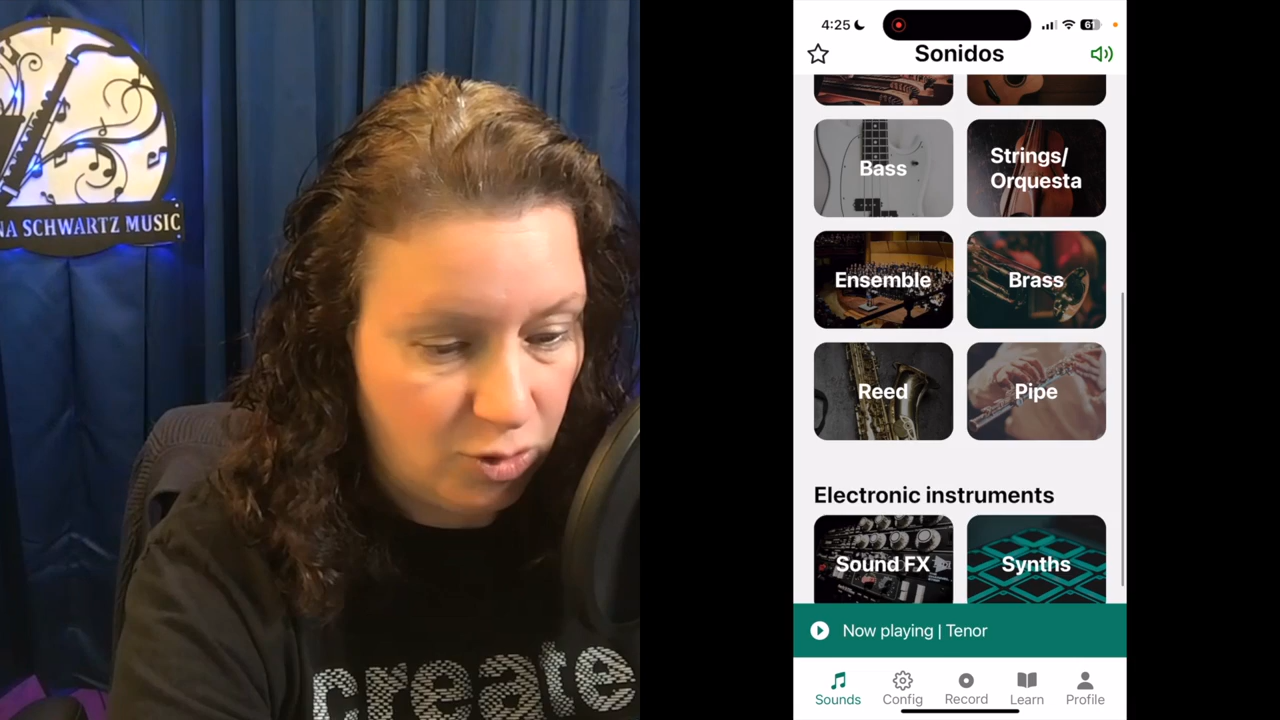 NA SCHWARTZ MUSIC
create
4:25
61
Sonidos
Bass
Strings/
Orquesta
Ensemble
Brass
Reed
Pipe
Electronic instruments
Sound FX
Synths
Now playing | Tenor
Sounds
Config
Record
Learn
Profile